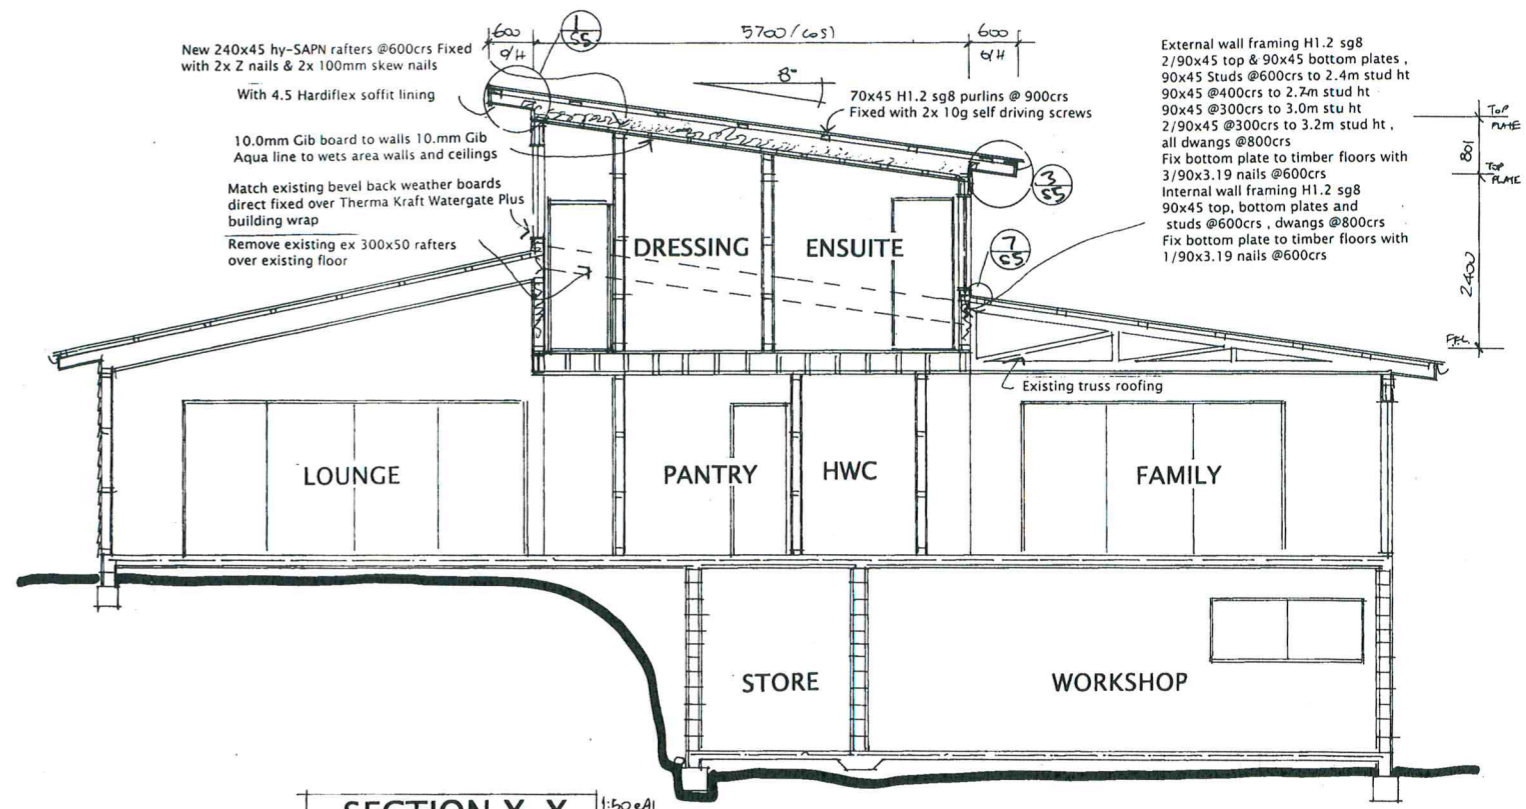 600
5700 (cos)
600
O/H
O/H
1
S5
8°
New 240x45 hy-SAPN rafters @600crs Fixed
with 2x Z nails & 2x 100mm skew nails
With 4.5 Hardiflex soffit lining
10.0mm Gib board to walls 10.mm Gib
Aqua line to wets area walls and ceilings
Match existing bevel back weather boards
direct fixed over Therma Kraft Watergate Plus
building wrap
Remove existing ex 300x50 rafters
over existing floor
70x45 H1.2 sg8 purlins @ 900crs
Fixed with 2x 10g self driving screws
3
S5
7
S5
External wall framing H1.2 sg8
2/90x45 top & 90x45 bottom plates ,
90x45 Studs @600crs to 2.4m stud ht
90x45 @400crs to 2.7m stud ht
90x45 @300crs to 3.0m stu ht
2/90x45 @300crs to 3.2m stud ht ,
all dwangs @800crs
Fix bottom plate to timber floors with
3/90x3.19 nails @600crs
Internal wall framing H1.2 sg8
90x45 top, bottom plates and
studs @600crs , dwangs @800crs
Fix bottom plate to timber floors with
1/90x3.19 nails @600crs
TOP
PLATE
801
TOP
PLATE
2400
F.F.L.
DRESSING
ENSUITE
Existing truss roofing
LOUNGE
PANTRY
HWC
FAMILY
STORE
WORKSHOP
SECTION X-X
1:50 @A1